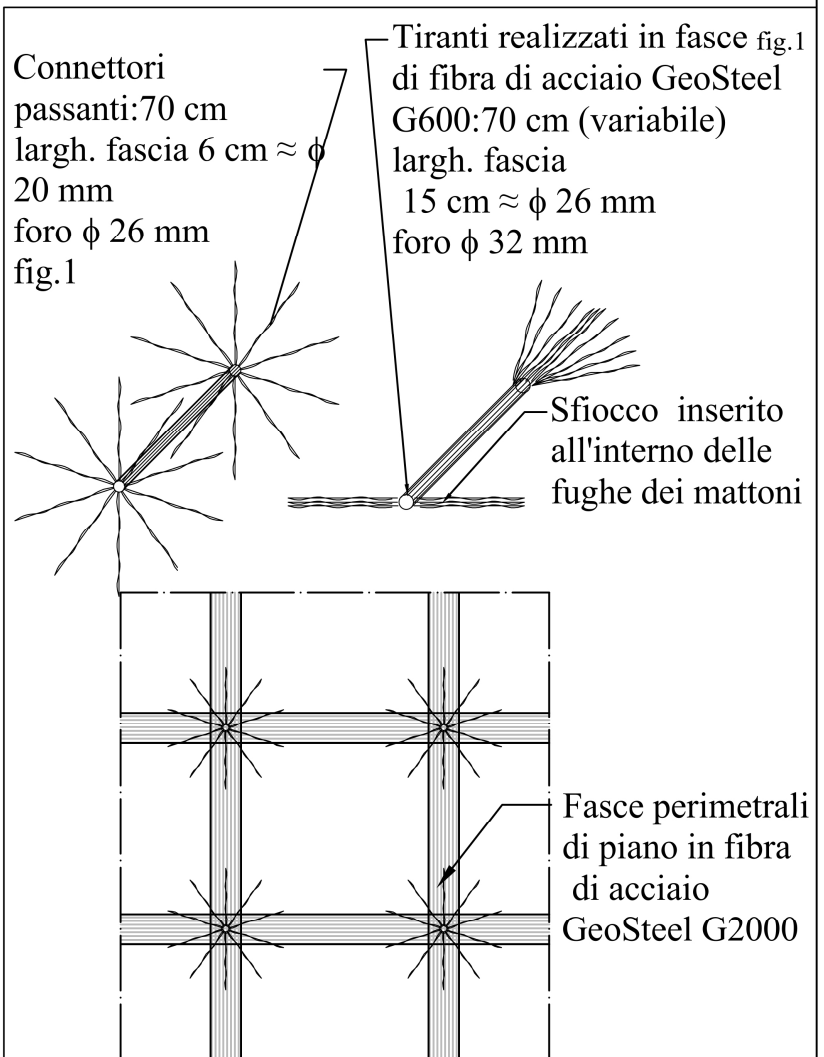 Connettori
passanti:70 cm
largh. fascia 6 cm ≈ ϕ
20 mm
foro ϕ 26 mm
fig.1
Tiranti realizzati in fasce fig.1
di fibra di acciaio GeoSteel
G600:70 cm (variabile)
largh. fascia
15 cm ≈ ϕ 26 mm
foro ϕ 32 mm
Sfiocco inserito
all'interno delle
fughe dei mattoni
Fasce perimetrali
di piano in fibra
di acciaio
GeoSteel G2000